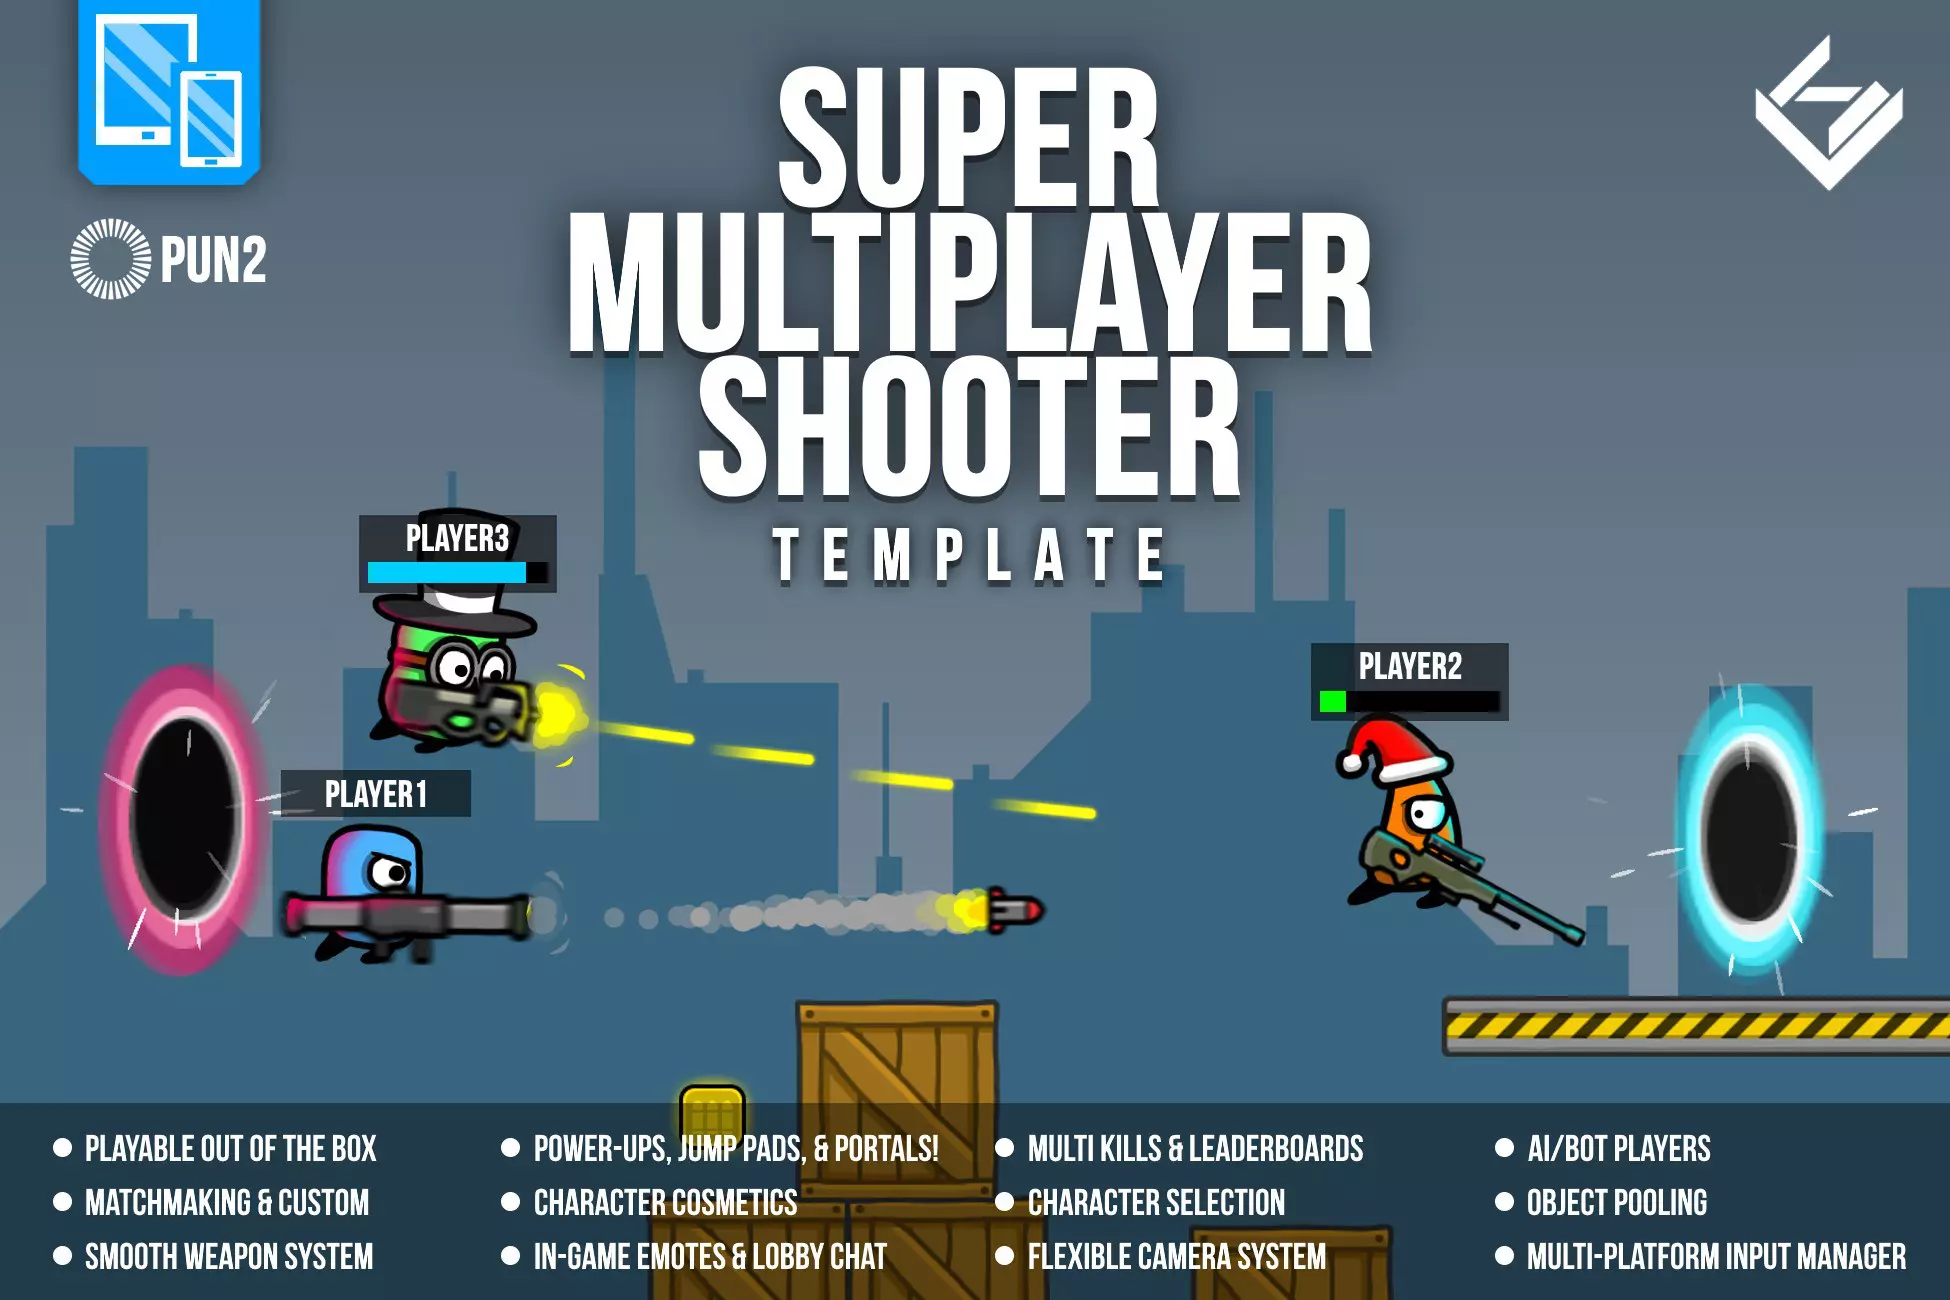 PUN2
SUPER
MULTIPLAYER
SHOOTER
TEMPLATE
PLAYER3
PLAYER2
PLAYER1
PLAYABLE OUT OF THE BOX
MATCHMAKING & CUSTOM
SMOOTH WEAPON SYSTEM
POWER-UPS, JUMP PADS, & PORTALS!
CHARACTER COSMETICS
IN-GAME EMOTES & LOBBY CHAT
MULTI KILLS & LEADERBOARDS
CHARACTER SELECTION
FLEXIBLE CAMERA SYSTEM
AI/BOT PLAYERS
OBJECT POOLING
MULTI-PLATFORM INPUT MANAGER